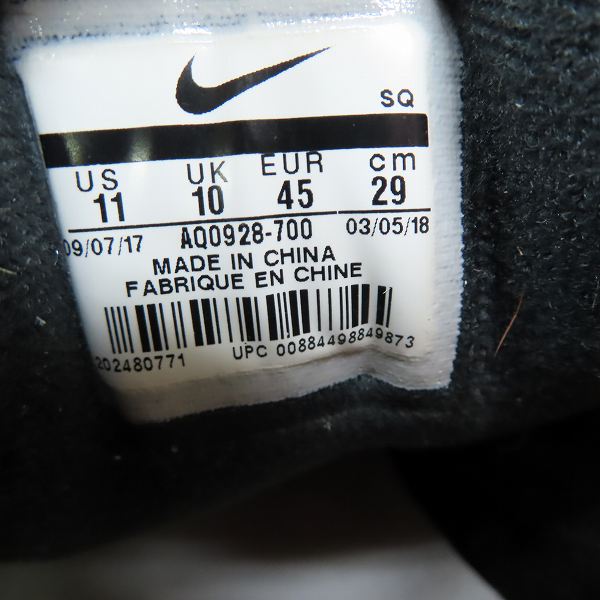 SQ
US UK EUR cm
11 10 45 29
09/07/17 AQ0928-700 03/05/18
MADE IN CHINA
FABRIQUE EN CHINE
202480771 UPC 00884498849873